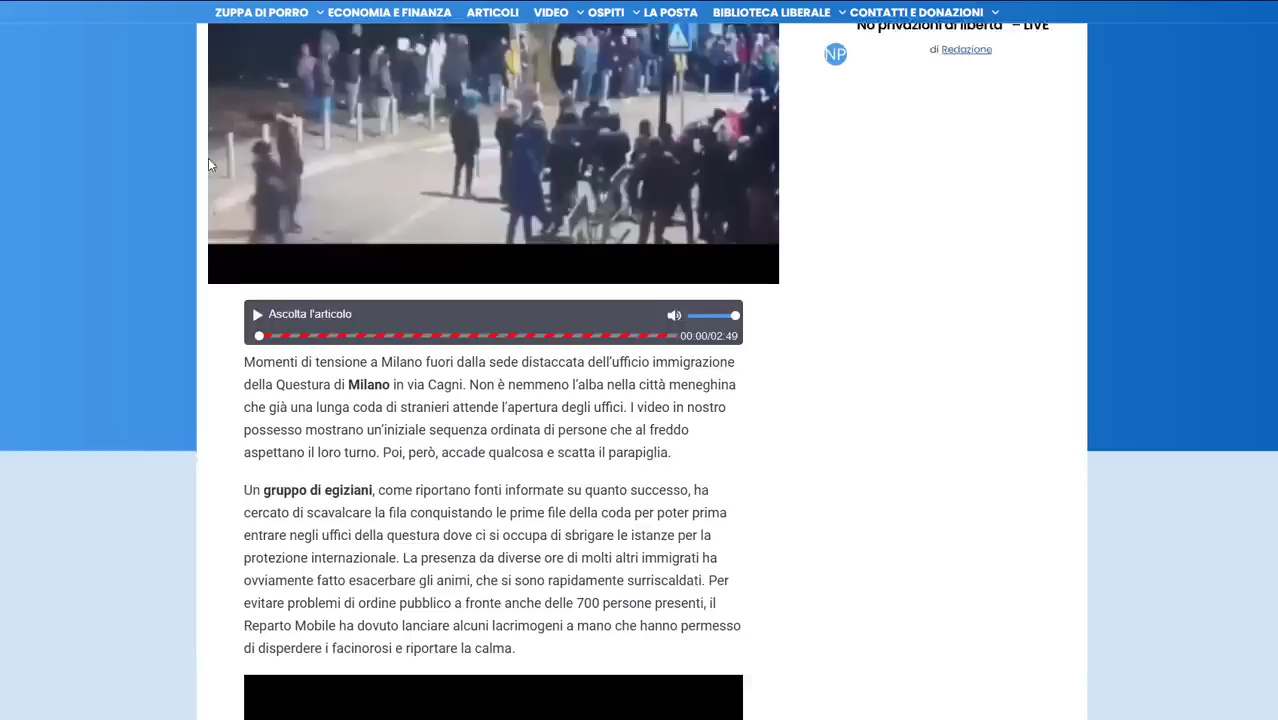 ZUPPA DI PORRO ECONOMIA E FINANZA ARTICOLI VIDEO OSPITI LA POSTA BIBLIOTECA LIBERALE CONTATTI E DONAZIONI
No privazioni di libertà" – LIVE
NP di Redazione
Ascolta l'articolo
00:00/02:49
Momenti di tensione a Milano fuori dalla sede distaccata dell'ufficio immigrazione
della Questura di Milano in via Cagni. Non è nemmeno l'alba nella città meneghina
che già una lunga coda di stranieri attende l'apertura degli uffici. I video in nostro
possesso mostrano un'iniziale sequenza ordinata di persone che al freddo
aspettano il loro turno. Poi, però, accade qualcosa e scatta il parapiglia.
Un gruppo di egiziani, come riportano fonti informate su quanto successo, ha
cercato di scavalcare la fila conquistando le prime file della coda per poter prima
entrare negli uffici della questura dove ci si occupa di sbrigare le istanze per la
protezione internazionale. La presenza da diverse ore di molti altri immigrati ha
ovviamente fatto esacerbare gli animi, che si sono rapidamente surriscaldati. Per
evitare problemi di ordine pubblico a fronte anche delle 700 persone presenti, il
Reparto Mobile ha dovuto lanciare alcuni lacrimogeni a mano che hanno permesso
di disperdere i facinorosi e riportare la calma.